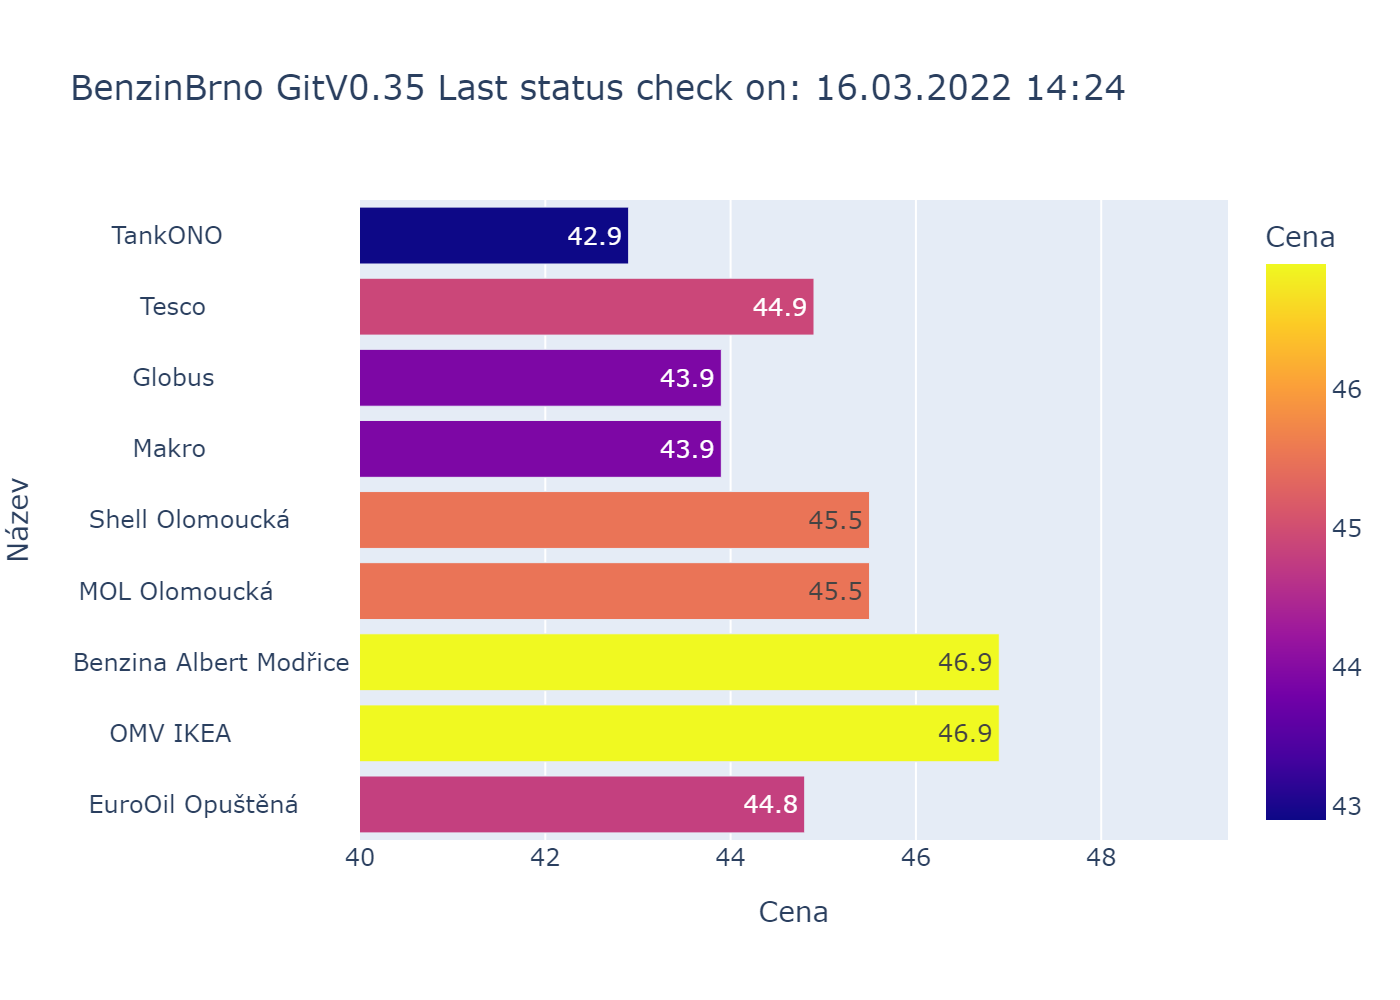 BenzinBrno GitV0.35 Last status check on: 16.03.2022 14:24
Název
TankONO 42.9
Tesco 44.9
Globus 43.9
Makro 43.9
Shell Olomoucká 45.5
MOL Olomoucká 45.5
Benzina Albert Modřice 46.9
OMV IKEA 46.9
EuroOil Opuštěná 44.8
40 42 44 46 48
Cena
Cena
46
45
44
43